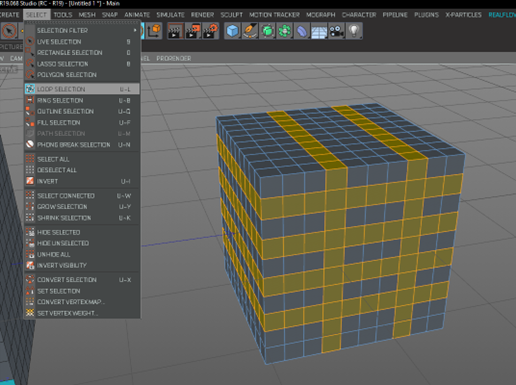 R19.068 Studio (RC - R19) - [Untitled 1 *] - Main
CREATE SELECT TOOLS MESH SNAP ANIMATE SIMULATE RENDER SCULPT MOTION TRACKER MOGRAPH CHARACTER PIPELINE PLUGINS X-PARTICLES REALFLOW
SELECTION FILTER
LIVE SELECTION 9
RECTANGLE SELECTION 0
LASSO SELECTION 8
POLYGON SELECTION
PRORENDER
LOOP SELECTION U~L
RING SELECTION U~B
OUTLINE SELECTION U~Q
FILL SELECTION U~F
PATH SELECTION U~M
PHONG BREAK SELECTION U~N
SELECT ALL
DESELECT ALL
INVERT U~I
SELECT CONNECTED U~W
GROW SELECTION U~Y
SHRINK SELECTION U~K
HIDE SELECTED
HIDE UNSELECTED
UNHIDE ALL
INVERT VISIBILITY
CONVERT SELECTION U~X
SET SELECTION
CONVERT VERTEX MAP...
SET VERTEX WEIGHT...